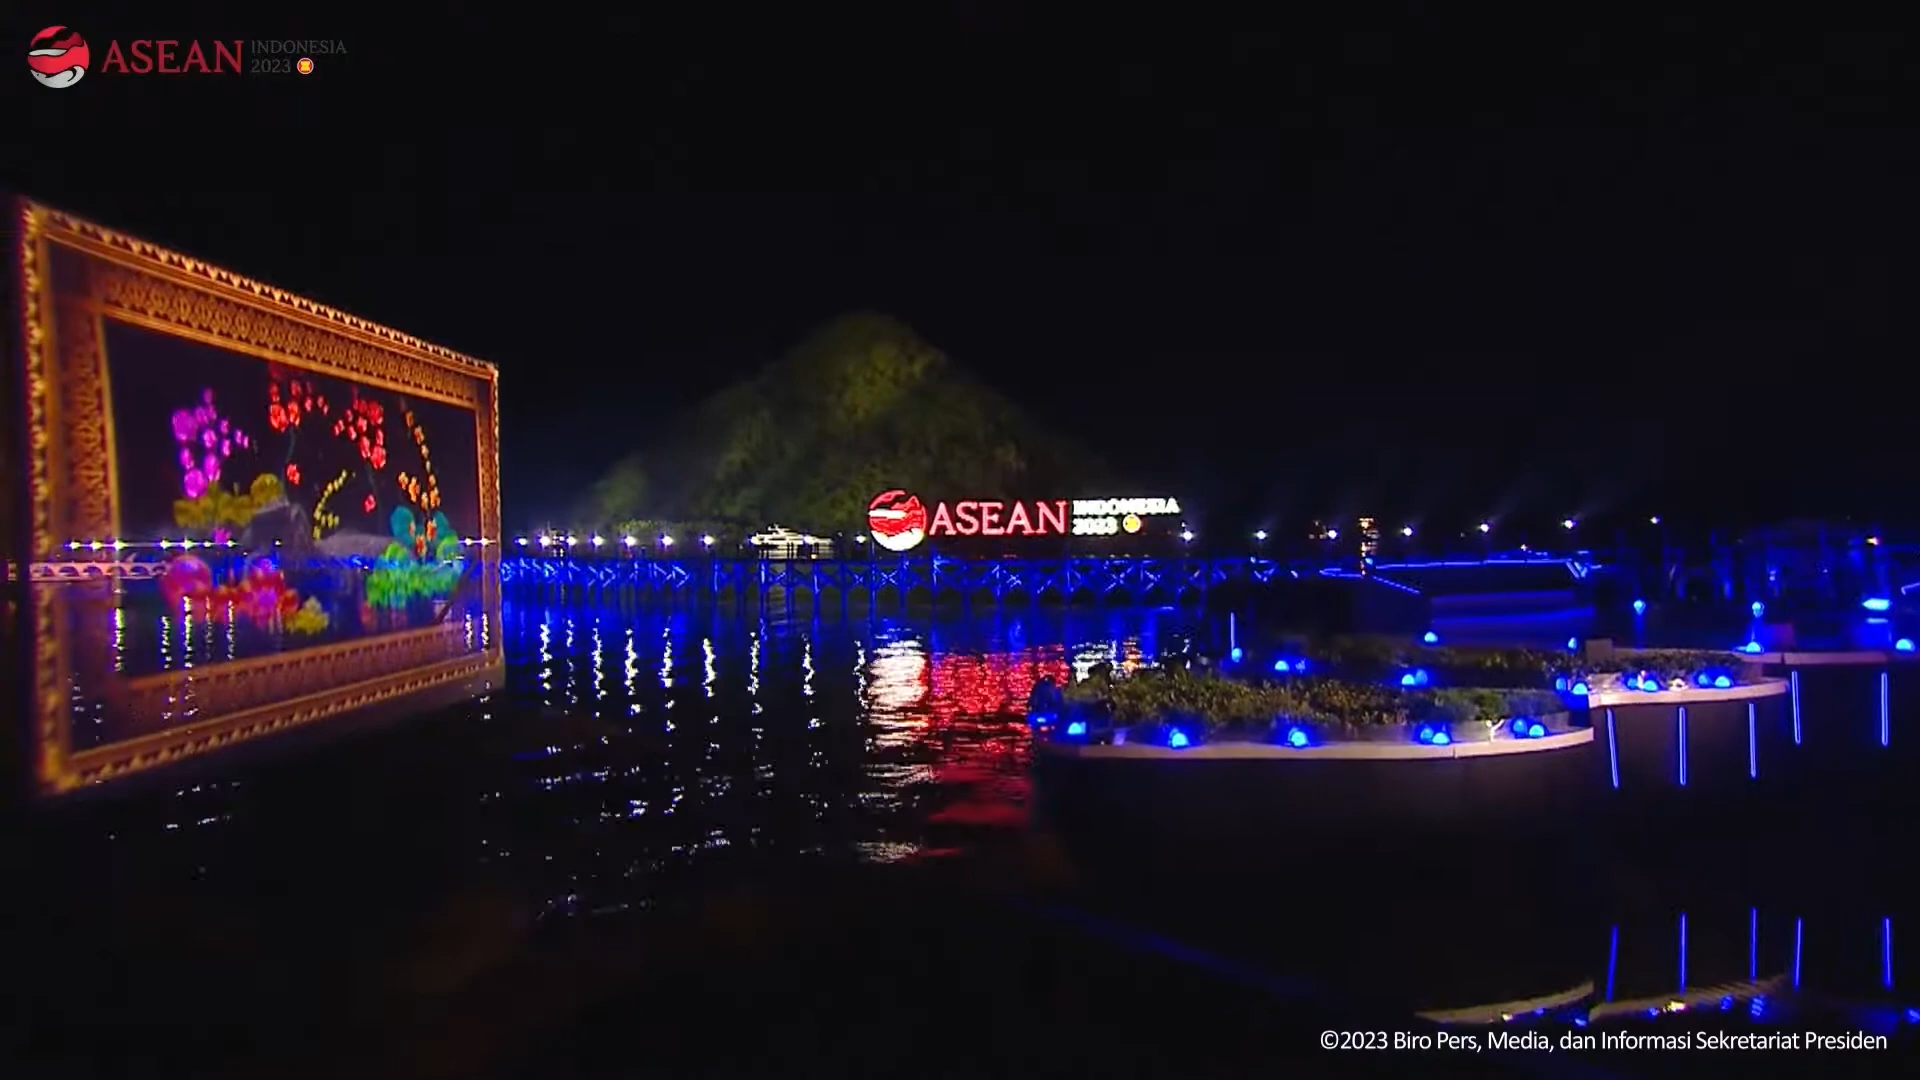 ASEAN INDONESIA
2023
ASEAN INDONESIA
2023
©2023 Biro Pers, Media, dan Informasi Sekretariat Presiden